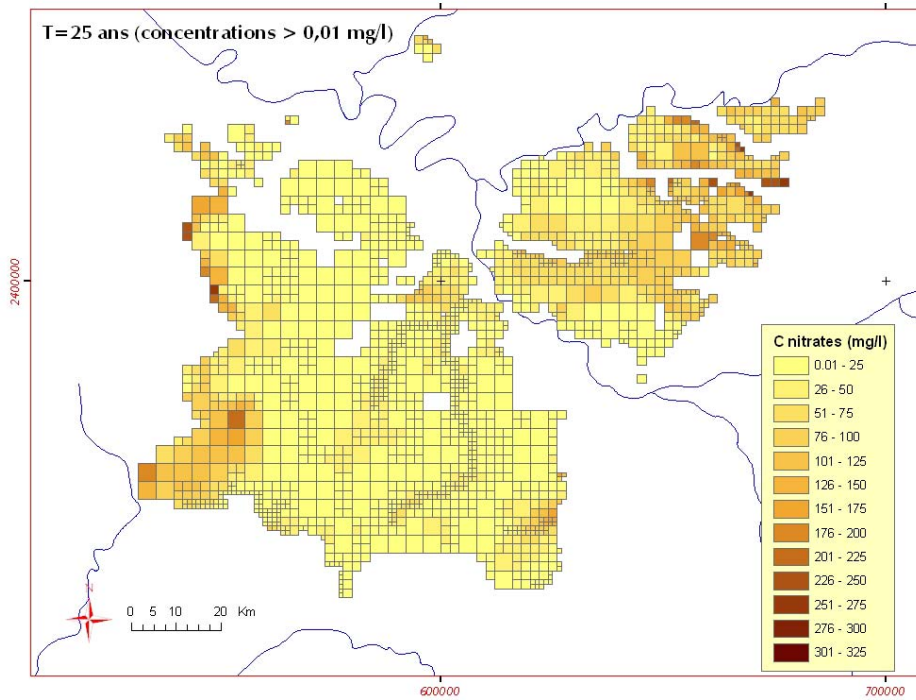 T=25 ans (concentrations > 0,01 mg/l)
2400000
C nitrates (mg/l)
0.01 - 25
26 - 50
51 - 75
76 - 100
101 - 125
126 - 150
151 - 175
176 - 200
201 - 225
226 - 250
251 - 275
276 - 300
301 - 325
N
0 5 10 20 Km
600000
700000